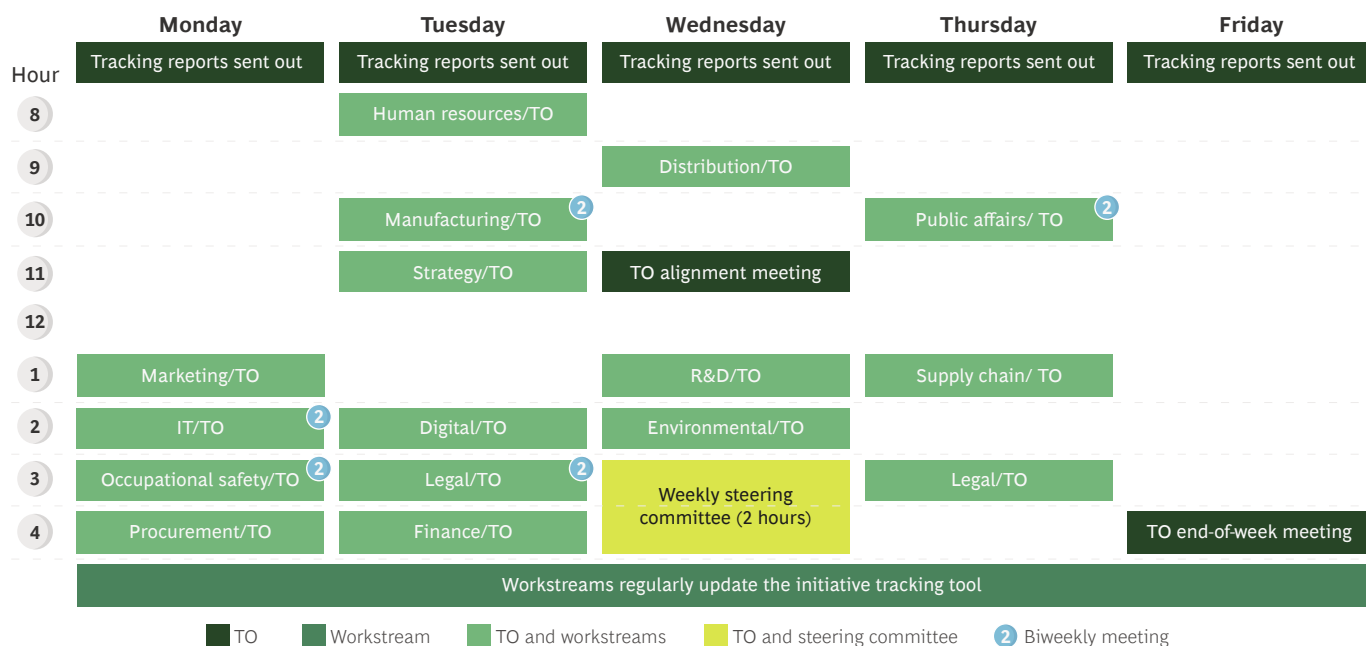 Monday Tuesday Wednesday Thursday Friday
Tracking reports sent out Tracking reports sent out Tracking reports sent out Tracking reports sent out Tracking reports sent out
Hour
8 Human resources/TO
9 Distribution/TO
10 Manufacturing/TO 2 Public affairs/ TO 2
11 Strategy/TO TO alignment meeting
12
1 Marketing/TO R&D/TO Supply chain/ TO
2 IT/TO 2 Digital/TO Environmental/TO
3 Occupational safety/TO 2 Legal/TO 2 Weekly steering Legal/TO
4 Procurement/TO Finance/TO committee (2 hours) TO end-of-week meeting
Workstreams regularly update the initiative tracking tool
TO Workstream TO and workstreams TO and steering committee 2 Biweekly meeting